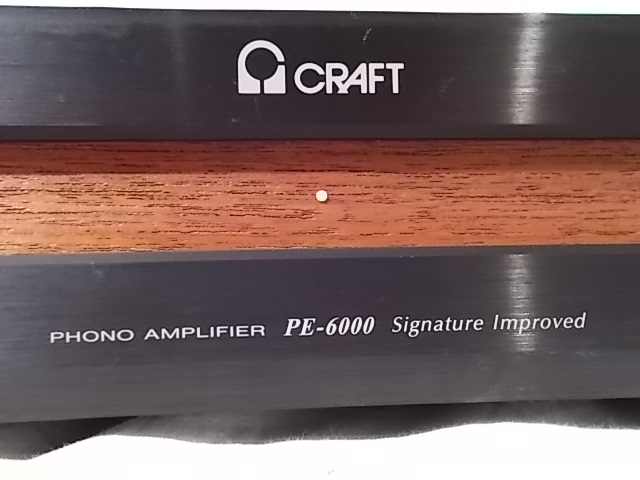 CRAFT
PHONO AMPLIFIER PE-6000 Signature Improved